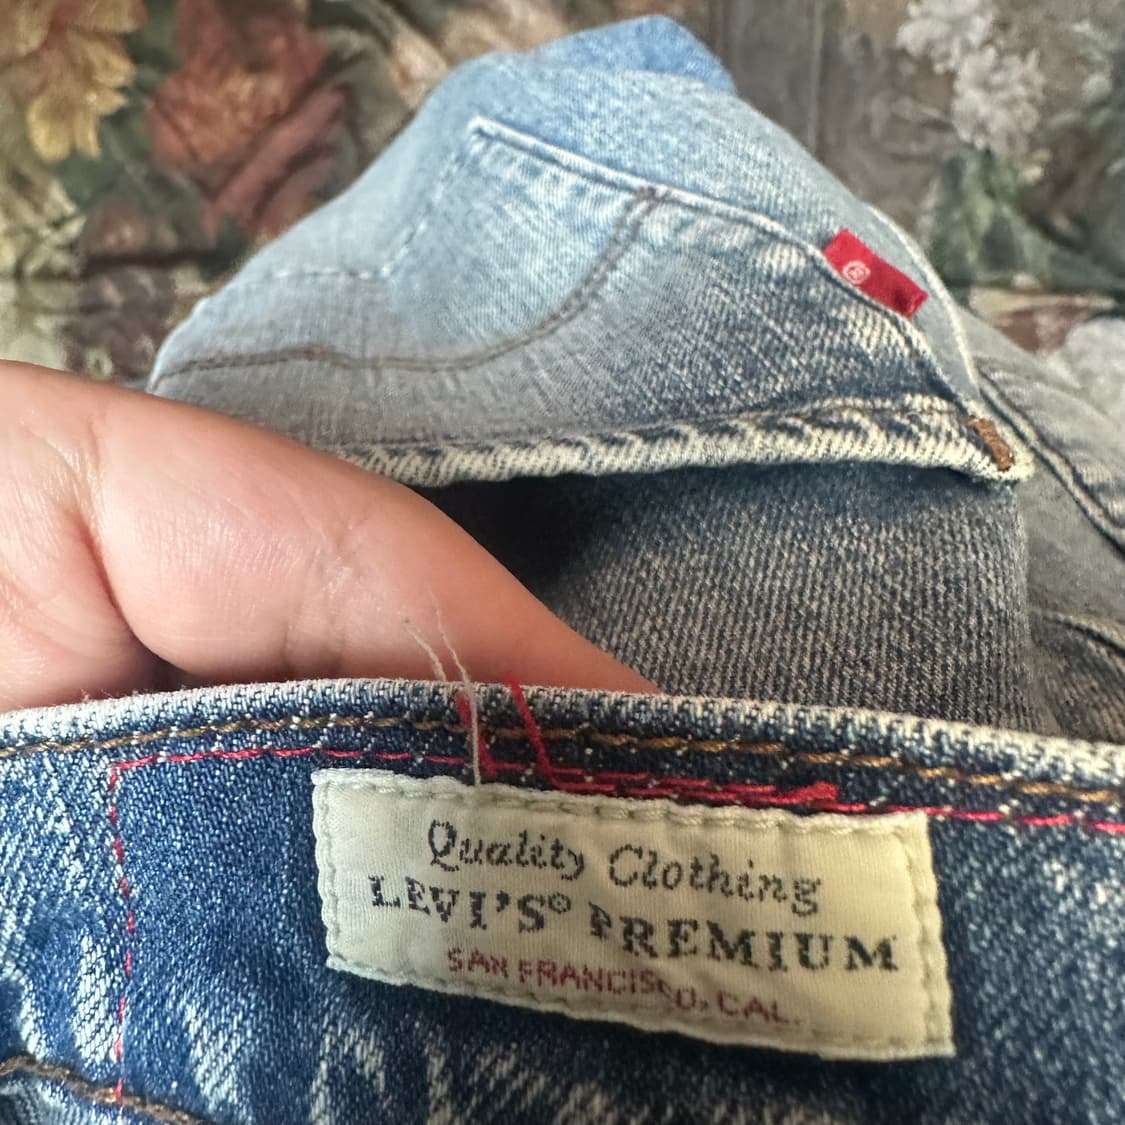 ®
Quality Clothing
LEVI'S® PREMIUM
SAN FRANCISCO, CAL.